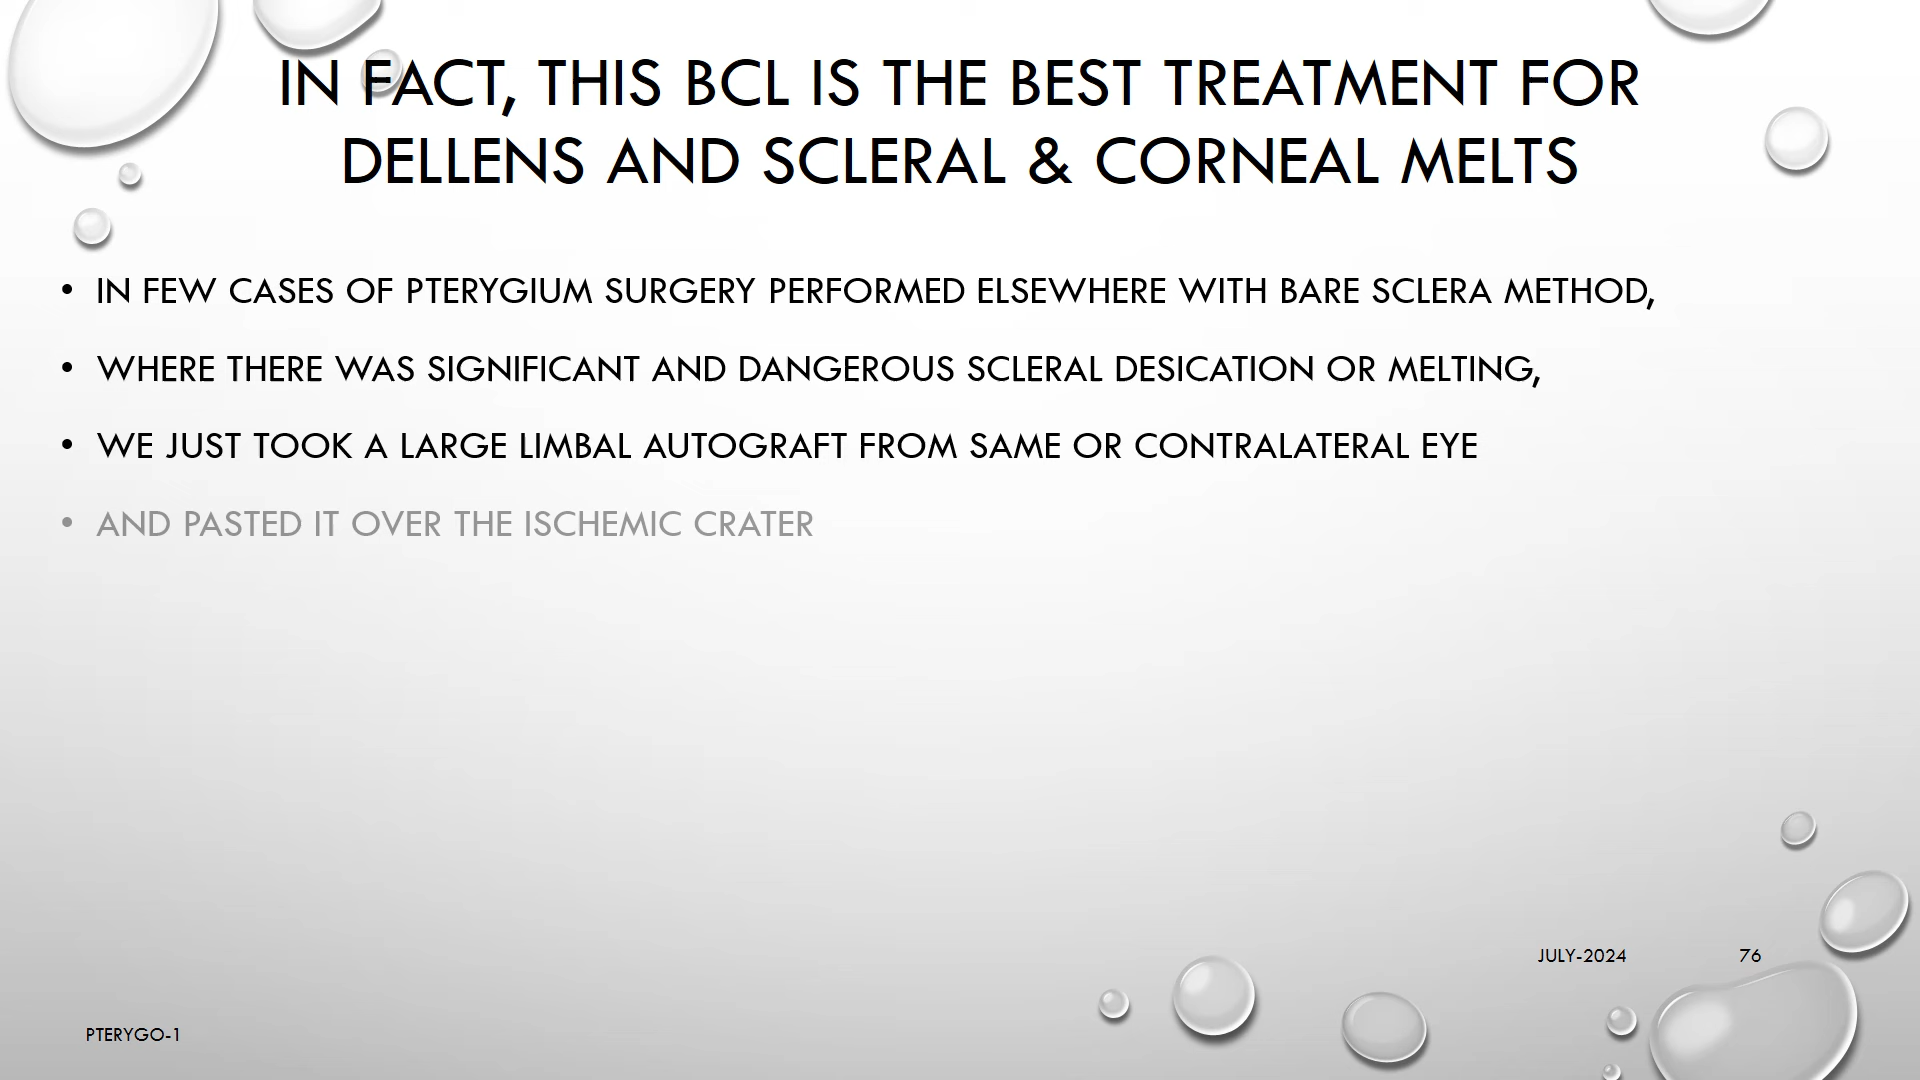 IN FACT, THIS BCL IS THE BEST TREATMENT FOR
DELLENS AND SCLERAL & CORNEAL MELTS
• IN FEW CASES OF PTERYGIUM SURGERY PERFORMED ELSEWHERE WITH BARE SCLERA METHOD,
• WHERE THERE WAS SIGNIFICANT AND DANGEROUS SCLERAL DESICATION OR MELTING,
• WE JUST TOOK A LARGE LIMBAL AUTOGRAFT FROM SAME OR CONTRALATERAL EYE
• AND PASTED IT OVER THE ISCHEMIC CRATER
JULY-2024 76
PTERYGO-1